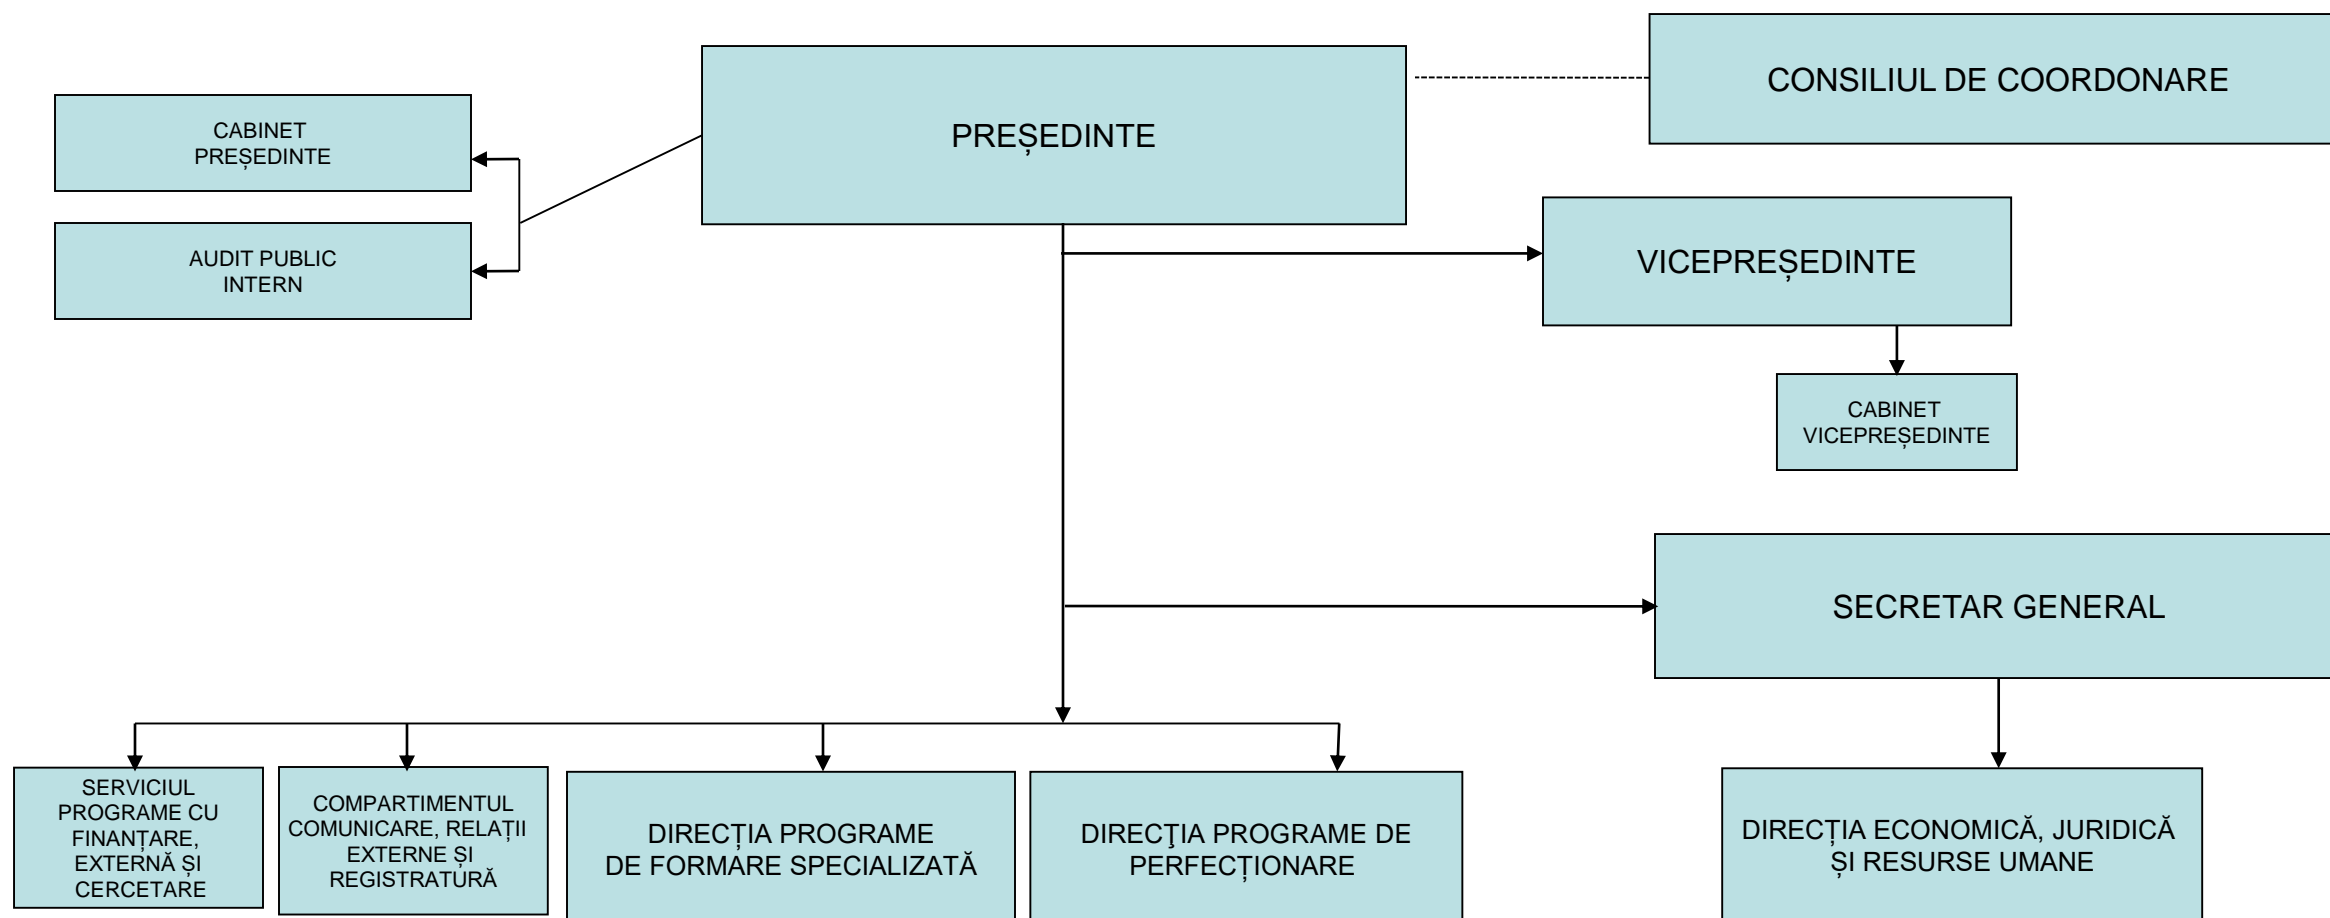 CONSILIUL DE COORDONARE
PREȘEDINTE
CABINET
PREȘEDINTE
AUDIT PUBLIC
INTERN
VICEPREȘEDINTE
CABINET
VICEPREȘEDINTE
SECRETAR GENERAL
SERVICIUL
PROGRAME CU
FINANȚARE,
EXTERNĂ ȘI
CERCETARE
COMPARTIMENTUL
COMUNICARE, RELAȚII
EXTERNE ȘI
REGISTRATURĂ
DIRECȚIA PROGRAME
DE FORMARE SPECIALIZATĂ
DIRECŢIA PROGRAME DE
PERFECȚIONARE
DIRECȚIA ECONOMICĂ, JURIDICĂ
ȘI RESURSE UMANE